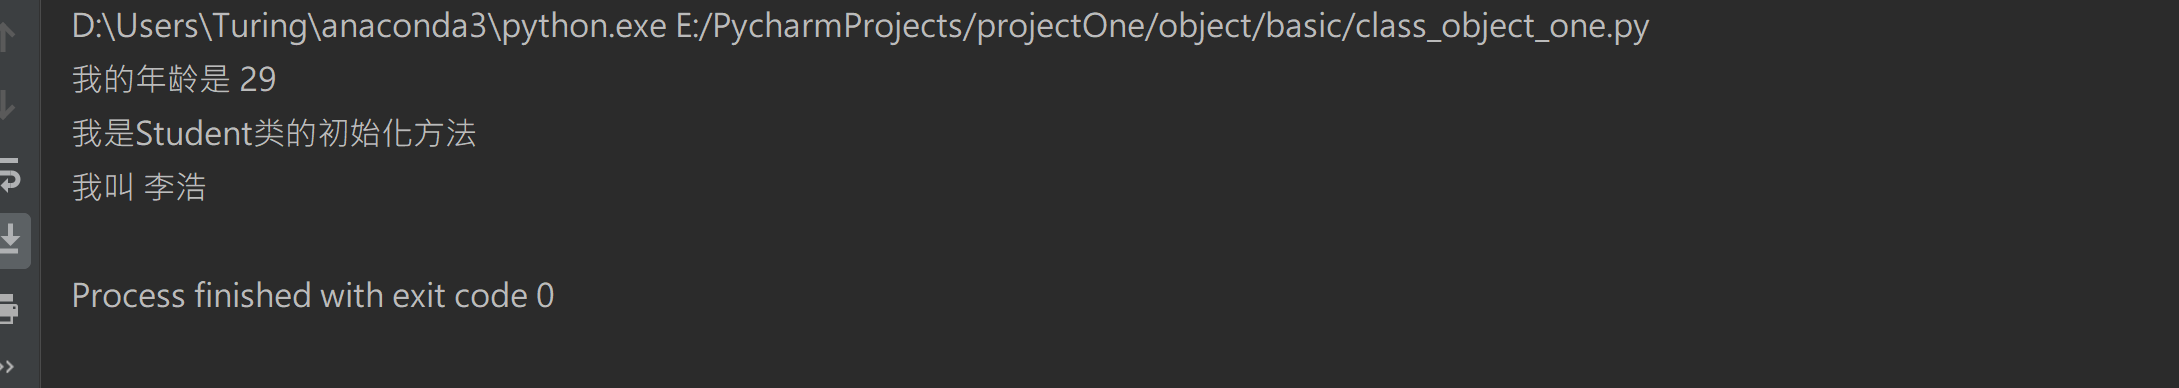 D:\Users\Turing\anaconda3\python.exe E:/PycharmProjects/projectOne/object/basic/class_object_one.py
我的年龄是 29
我是Student类的初始化方法
我叫 李浩
Process finished with exit code 0